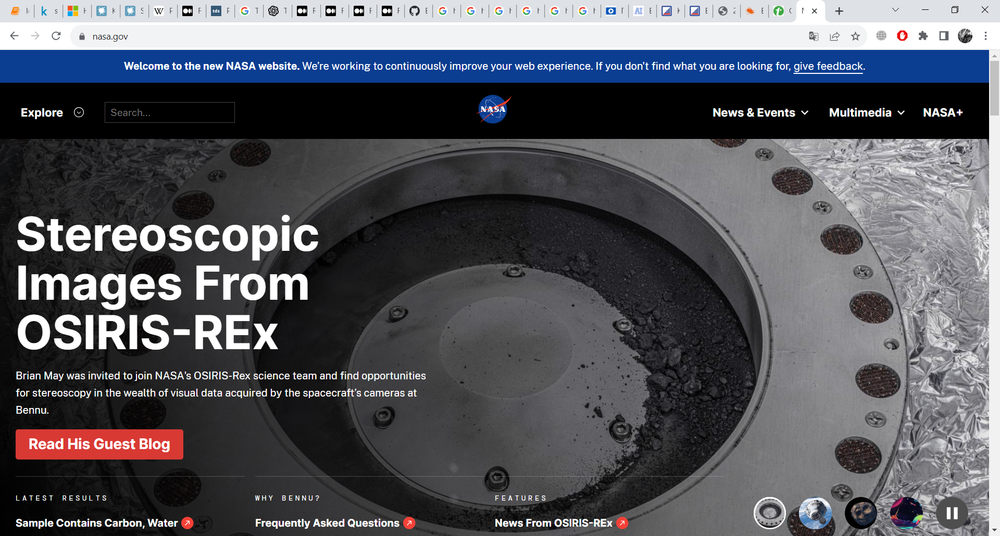 nasa.gov
Welcome to the new NASA website. We’re working to continuously improve your web experience. If you don't find what you are looking for, give feedback.
Explore
Search...
NASA
News & Events
Multimedia
NASA+
Stereoscopic
Images From
OSIRIS-REx
Brian May was invited to join NASA's OSIRIS-Rex science team and find opportunities
for stereoscopy in the wealth of visual data acquired by the spacecraft’s cameras at
Bennu.
Read His Guest Blog
LATEST RESULTS
Sample Contains Carbon, Water
WHY BENNU?
Frequently Asked Questions
FEATURES
News From OSIRIS-REx